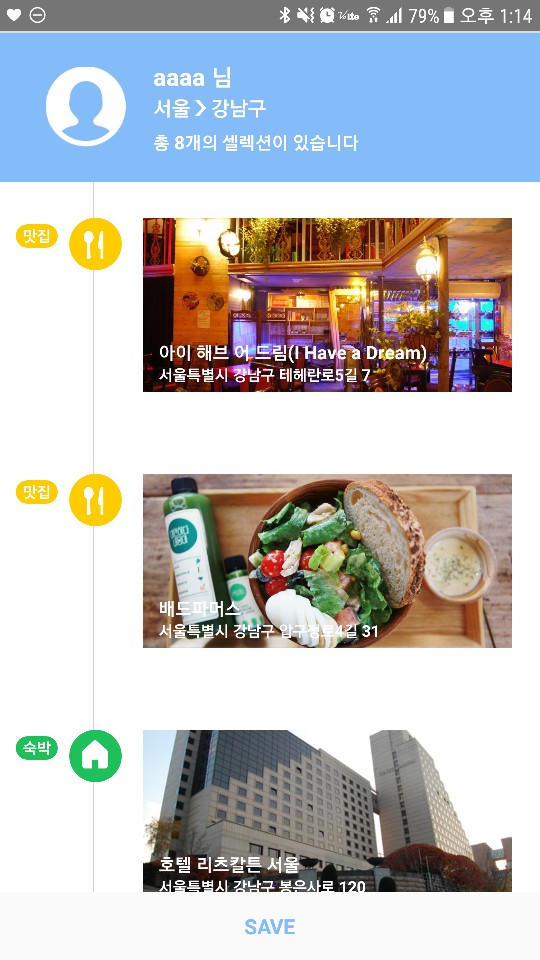 79% 오후 1:14
aaaa 님
서울 > 강남구
총 8개의 셀렉션이 있습니다
맛집
아이 해브 어 드림(I Have a Dream)
서울특별시 강남구 테헤란로5길 7
맛집
배드파머스
서울특별시 강남구 압구정로4길 31
숙박
호텔 리츠칼튼 서울
서울특별시 강남구 봉은사로 120
SAVE